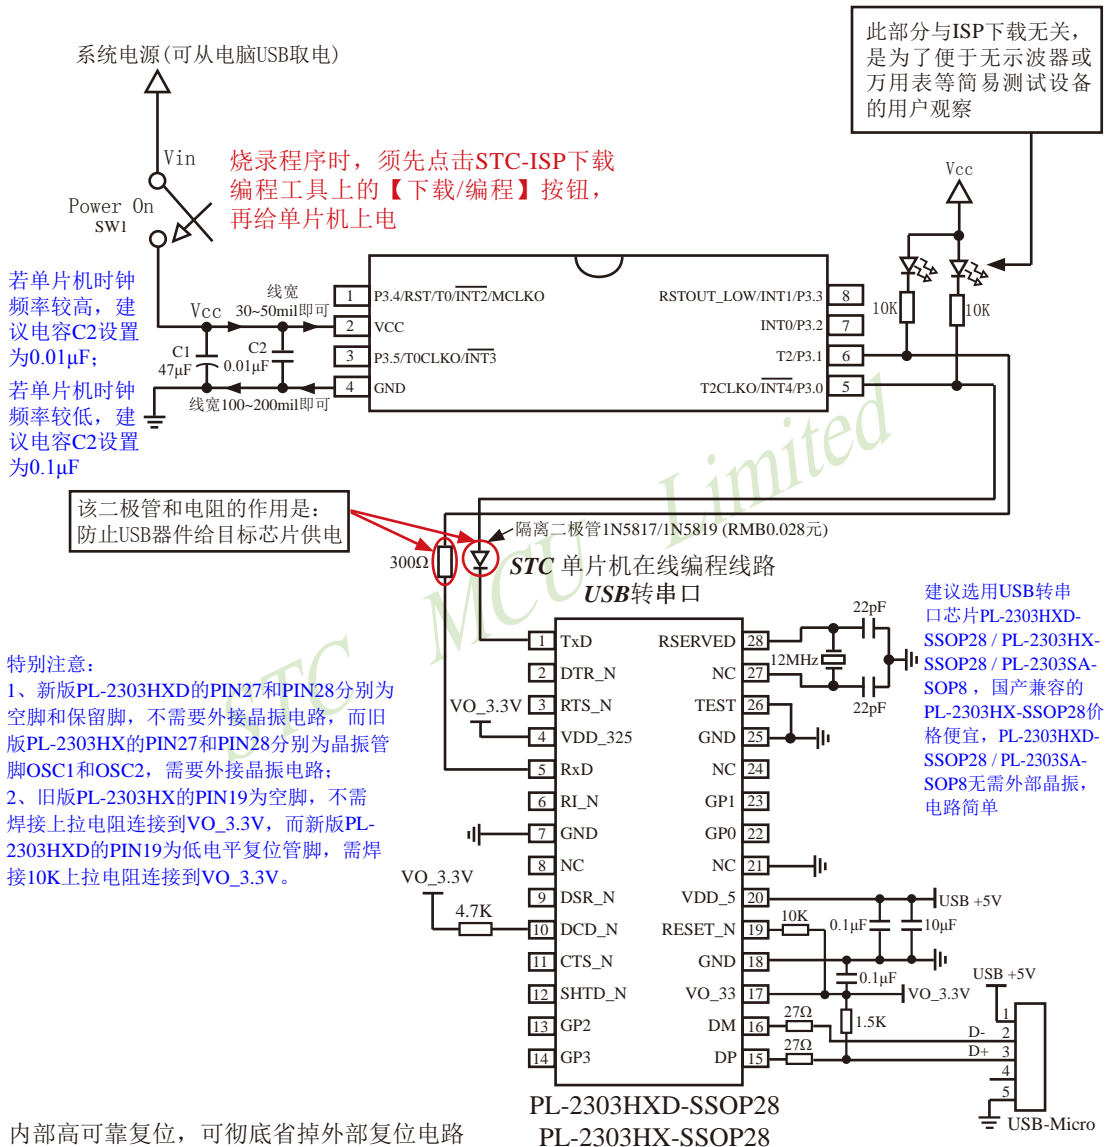 此部分与ISP下载无关，
是为了便于无示波器或
万用表等简易测试设备
的用户观察
系统电源(可从电脑USB取电)
Vin
Power On
SW1
烧录程序时，须先点击STC-ISP下载
编程工具上的【下载/编程】按钮，
再给单片机上电
Vcc
10K
10K
若单片机时钟
频率较高，建
议电容C2设置
为0.01μF；
若单片机时钟
频率较低，建
议电容C2设置
为0.1μF
Vcc
线宽
30~50mil即可
C1
47μF
C2
0.01μF
线宽100~200mil即可
1 P3.4/RST/T0/INT2/MCLKO
2 VCC
3 P3.5/T0CLKO/INT3
4 GND
RSTOUT_LOW/INT1/P3.3 8
INT0/P3.2 7
T2/P3.1 6
T2CLKO/INT4/P3.0 5
该二极管和电阻的作用是：
防止USB器件给目标芯片供电
300Ω
隔离二极管1N5817/1N5819 (RMB0.028元)
STC 单片机在线编程线路
USB转串口
STC MCU Limited
特别注意：
1、新版PL-2303HXD的PIN27和PIN28分别为
空脚和保留脚，不需要外接晶振电路，而旧
版PL-2303HX的PIN27和PIN28分别为晶振管
脚OSC1和OSC2，需要外接晶振电路；
2、旧版PL-2303HX的PIN19为空脚，不需
焊接上拉电阻连接到VO_3.3V，而新版PL-
2303HXD的PIN19为低电平复位管脚，需焊
接10K上拉电阻连接到VO_3.3V。
建议选用USB转串
口芯片PL-2303HXD-
SSOP28 / PL-2303HX-
SSOP28 / PL-2303SA-
SOP8，国产兼容的
PL-2303HX-SSOP28价
格便宜，PL-2303HXD-
SSOP28 / PL-2303SA-
SOP8无需外部晶振，
电路简单
1 TxD
2 DTR_N
3 RTS_N
4 VDD_325
5 RxD
6 RI_N
7 GND
8 NC
9 DSR_N
10 DCD_N
11 CTS_N
12 SHTD_N
13 GP2
14 GP3
RSERVED 28
NC 27
TEST 26
GND 25
NC 24
GP1 23
GP0 22
NC 21
VDD_5 20
RESET_N 19
GND 18
VO_33 17
DM 16
DP 15
VO_3.3V
VO_3.3V
4.7K
22pF
12MHz
22pF
USB +5V
10K
0.1μF
10μF
0.1μF
VO_3.3V
27Ω
1.5K
27Ω
USB +5V
D-
D+
1
2
3
4
5
USB-Micro
PL-2303HXD-SSOP28
PL-2303HX-SSOP28
内部高可靠复位，可彻底省掉外部复位电路